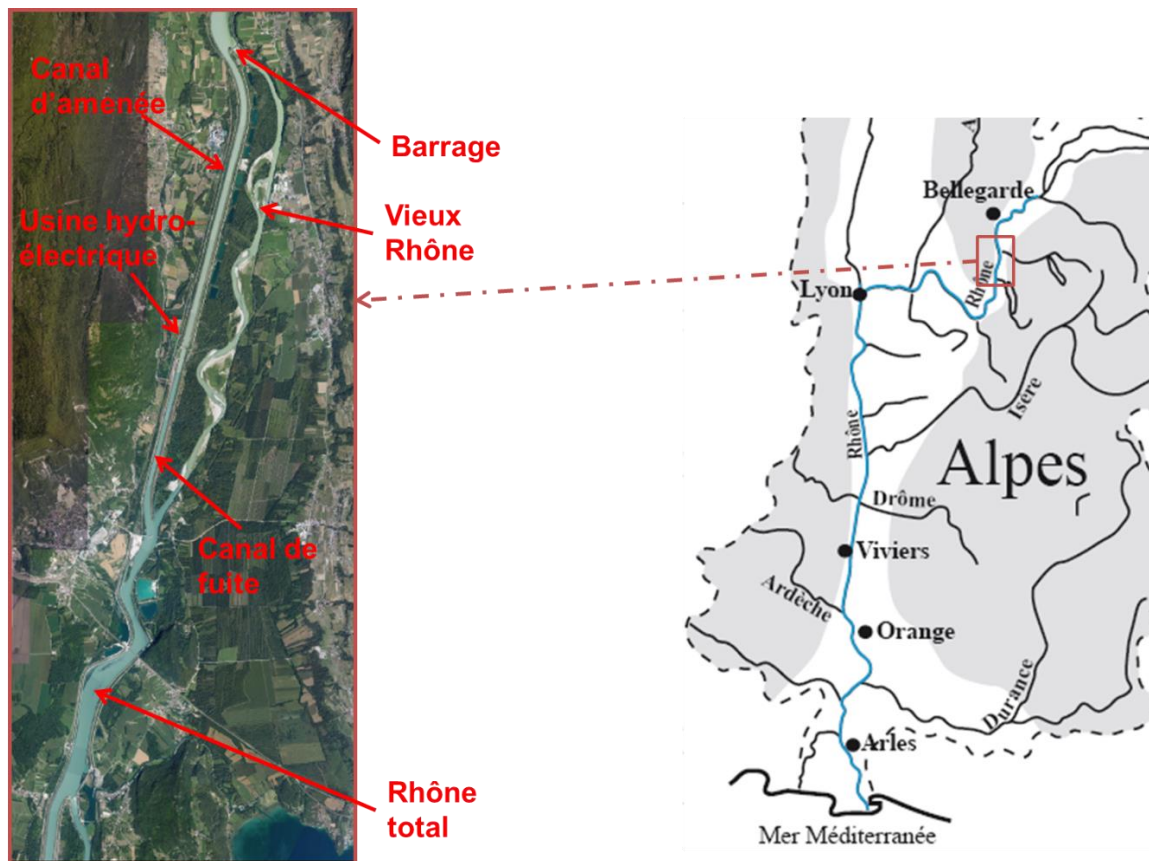 Canal
d'amenée
Barrage
Usine hydro-
électrique
Vieux
Rhône
Canal de
fuite
Rhône
total
A
Bellegarde
Rhône
Lyon
Isère
Rhône
Alpes
Drôme
Viviers
Ardèche
Orange
Durance
Arles
Mer Méditerranée